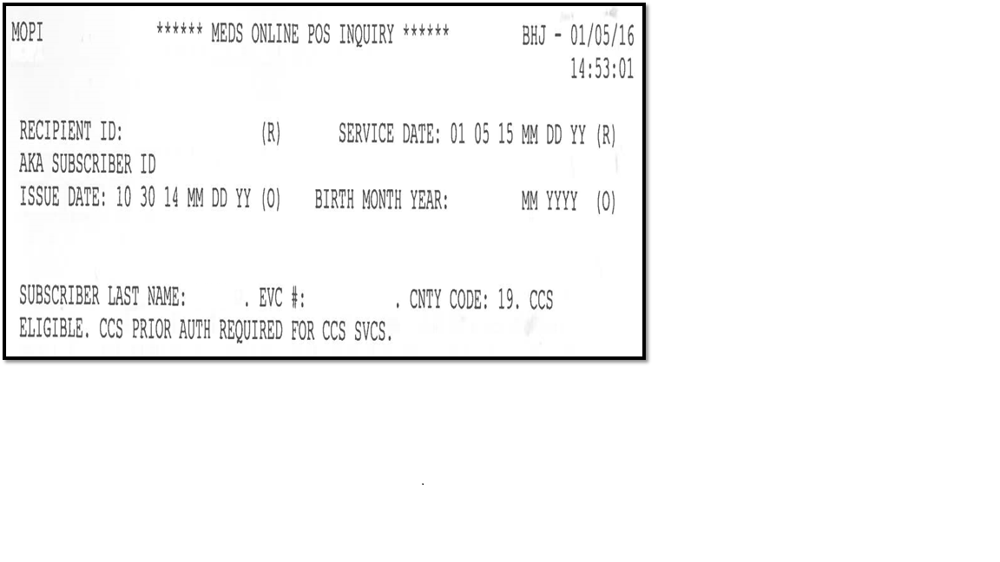 MOPI ****** MEDS ONLINE POS INQUIRY ****** BHJ - 01/05/16
14:53:01
RECIPIENT ID: (R) SERVICE DATE: 01 05 15 MM DD YY (R)
AKA SUBSCRIBER ID
ISSUE DATE: 10 30 14 MM DD YY (O) BIRTH MONTH YEAR: MM YYYY (O)
SUBSCRIBER LAST NAME: . EVC #: . CNTY CODE: 19. CCS
ELIGIBLE. CCS PRIOR AUTH REQUIRED FOR CCS SVCS.